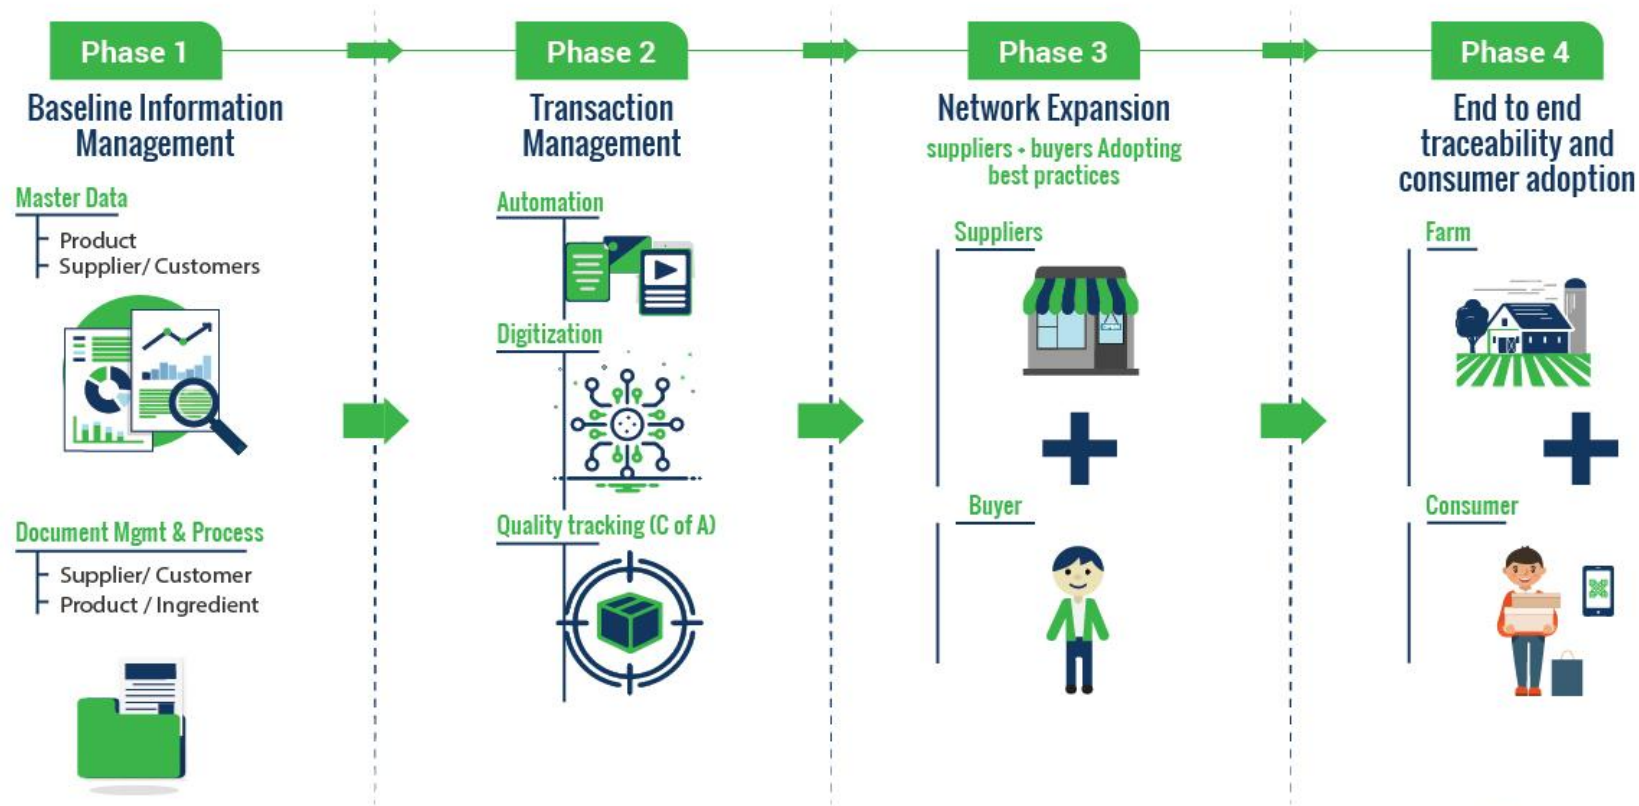 Phase 1
Baseline Information
Management
Master Data
Product
Supplier/ Customers
Document Mgmt & Process
Supplier/ Customer
Product / Ingredient
Phase 2
Transaction
Management
Automation
Digitization
Quality tracking (C of A)
Phase 3
Network Expansion
suppliers + buyers Adopting
best practices
Suppliers
Buyer
Phase 4
End to end
traceability and
consumer adoption
Farm
Consumer